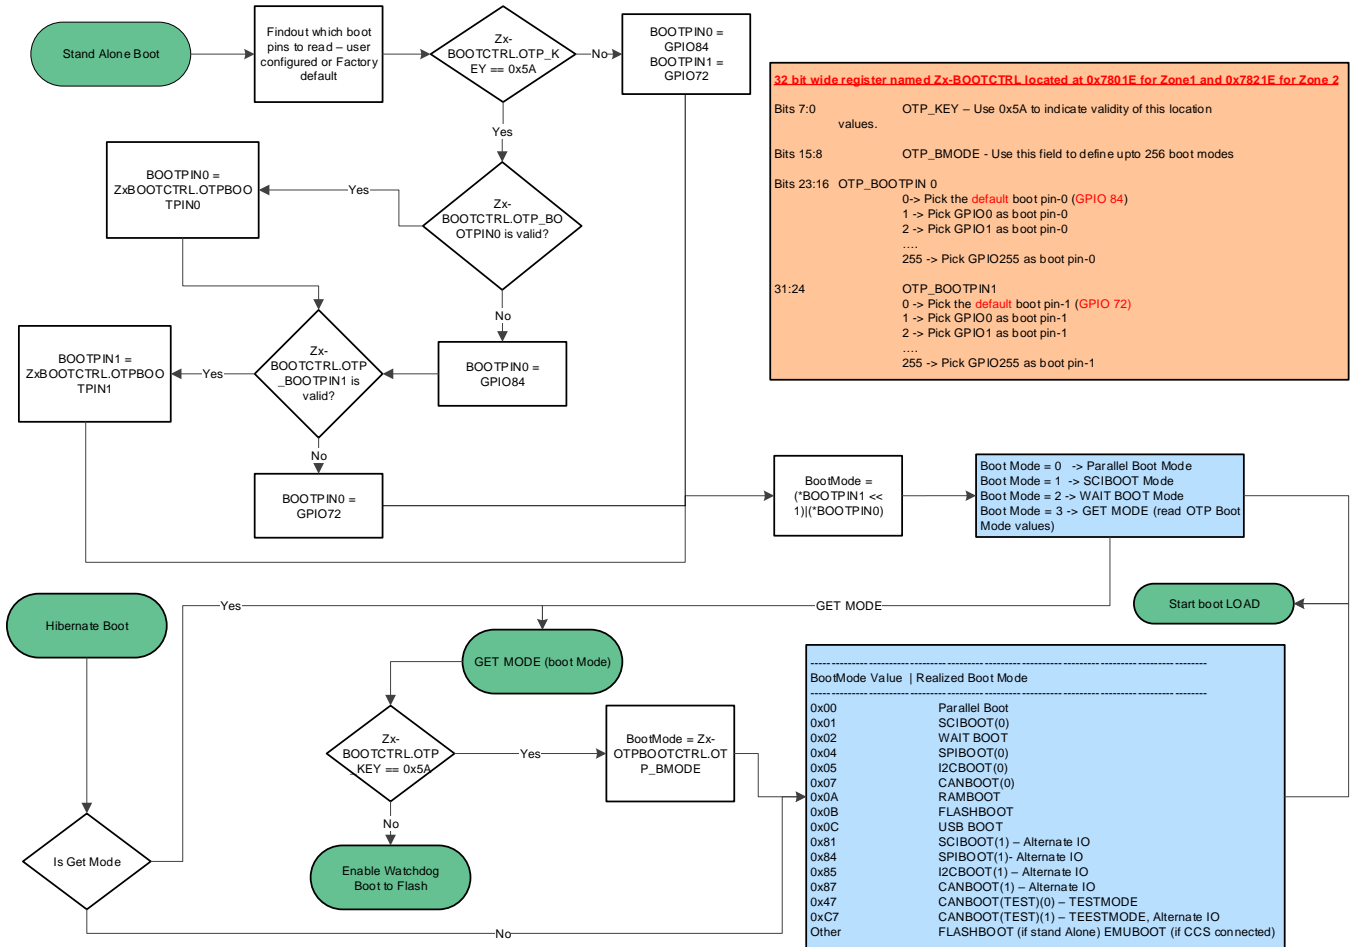 Stand Alone Boot
Findout which boot
pins to read – user
configured or Factory
default
Zx-
BOOTCTRL.OTP_K
EY == 0x5A
No
BOOTPIN0 =
GPIO84
BOOTPIN1 =
GPIO72
Yes
32 bit wide register named Zx-BOOTCTRL located at 0x7801E for Zone1 and 0x7821E for Zone 2
Bits 7:0 OTP_KEY – Use 0x5A to indicate validity of this location
values.
Bits 15:8 OTP_BMODE - Use this field to define upto 256 boot modes
Bits 23:16 OTP_BOOTPIN 0
0-> Pick the default boot pin-0 (GPIO 84)
1 -> Pick GPIO0 as boot pin-0
2 -> Pick GPIO1 as boot pin-0
....
255 -> Pick GPIO255 as boot pin-0
31:24 OTP_BOOTPIN1
0 -> Pick the default boot pin-1 (GPIO 72)
1 -> Pick GPIO0 as boot pin-1
2 -> Pick GPIO1 as boot pin-1
....
255 -> Pick GPIO255 as boot pin-1
BOOTPIN0 =
ZxBOOTCTRL.OTPBOO
TPIN0
Yes
Zx-
BOOTCTRL.OTP_BO
OTPIN0 is valid?
No
BOOTPIN0 =
GPIO84
Zx-
BOOTCTRL.OTP
_BOOTPIN1 is
valid?
Yes
BOOTPIN1 =
ZxBOOTCTRL.OTPBOO
TPIN1
No
BOOTPIN0 =
GPIO72
BootMode =
(*BOOTPIN1 <<
1)|(*BOOTPIN0)
Boot Mode = 0 -> Parallel Boot Mode
Boot Mode = 1 -> SCIBOOT Mode
Boot Mode = 2 -> WAIT BOOT Mode
Boot Mode = 3 -> GET MODE (read OTP Boot
Mode values)
Start boot LOAD
Hibernate Boot
Yes
GET MODE
GET MODE (boot Mode)
Zx-
BOOTCTRL.OTP
_KEY == 0x5A
Yes
BootMode = Zx-
OTPBOOTCTRL.OT
P_BMODE
No
Enable Watchdog
Boot to Flash
Is Get Mode
No
BootMode Value | Realized Boot Mode
0x00 Parallel Boot
0x01 SCIBOOT(0)
0x02 WAIT BOOT
0x04 SPIBOOT(0)
0x05 I2CBOOT(0)
0x07 CANBOOT(0)
0x0A RAMBOOT
0x0B FLASHBOOT
0x0C USB BOOT
0x81 SCIBOOT(1) – Alternate IO
0x84 SPIBOOT(1)- Alternate IO
0x85 I2CBOOT(1) – Alternate IO
0x87 CANBOOT(1) – Alternate IO
0x47 CANBOOT(TEST)(0) – TESTMODE
0xC7 CANBOOT(TEST)(1) – TEESTMODE, Alternate IO
Other FLASHBOOT (if stand Alone) EMUBOOT (if CCS connected)